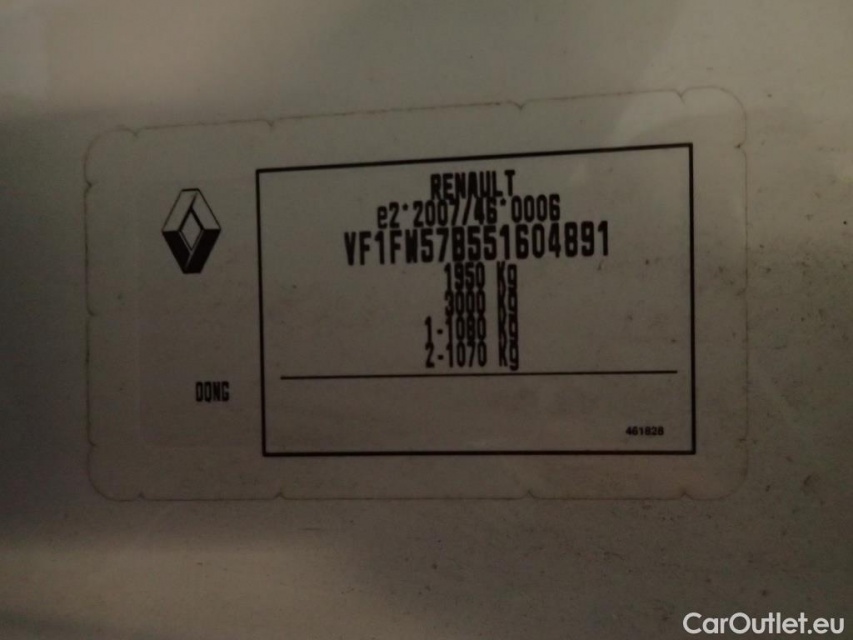 RENAULT
e2*2007/46*0006
VF1FW57B551604891
1950 Kg
3000 Kg
1-1080 Kg
2-1070 Kg
DQNG
461828
CarOutlet.eu